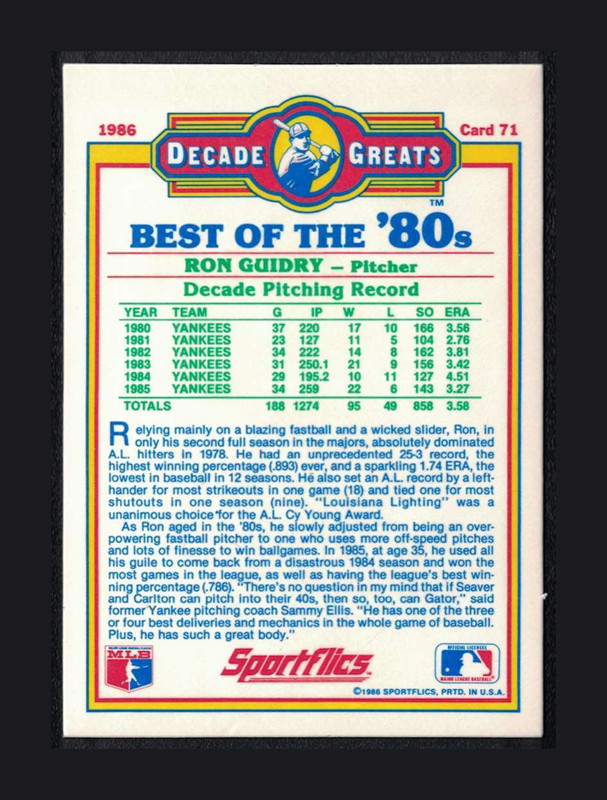 1986
Card 71
DECADE GREATS
TM
BEST OF THE '80s
RON GUIDRY – Pitcher
Decade Pitching Record
YEAR TEAM G IP W L SO ERA
1980 YANKEES 37 220 17 10 166 3.56
1981 YANKEES 23 127 11 5 104 2.76
1982 YANKEES 34 222 14 8 162 3.81
1983 YANKEES 31 250.1 21 9 156 3.42
1984 YANKEES 29 195.2 10 11 127 4.51
1985 YANKEES 34 259 22 6 143 3.27
TOTALS 188 1274 95 49 858 3.58
Relying mainly on a blazing fastball and a wicked slider, Ron, in
only his second full season in the majors, absolutely dominated
A.L. hitters in 1978. He had an unprecedented 25-3 record, the
highest winning percentage (.893) ever, and a sparkling 1.74 ERA, the
lowest in baseball in 12 seasons. He also set an A.L. record by a left-
hander for most strikeouts in one game (18) and tied one for most
shutouts in one season (nine). "Louisiana Lighting" was a
unanimous choice for the A.L. Cy Young Award.
As Ron aged in the '80s, he slowly adjusted from being an over-
powering fastball pitcher to one who uses more off-speed pitches
and lots of finesse to win ballgames. In 1985, at age 35, he used all
his guile to come back from a disastrous 1984 season and won the
most games in the league, as well as having the league's best win-
ning percentage (.786). "There's no question in my mind that if Seaver
and Carlton can pitch into their 40s, then so, too, can Gator," said
former Yankee pitching coach Sammy Ellis. "He has one of the three
or four best deliveries and mechanics in the whole game of baseball.
Plus, he has such a great body."
MLB
Sportflics
TM
OFFICIAL LICENSEE
MAJOR LEAGUE BASEBALL
©1986 SPORTFLICS, PRTD. IN U.S.A.